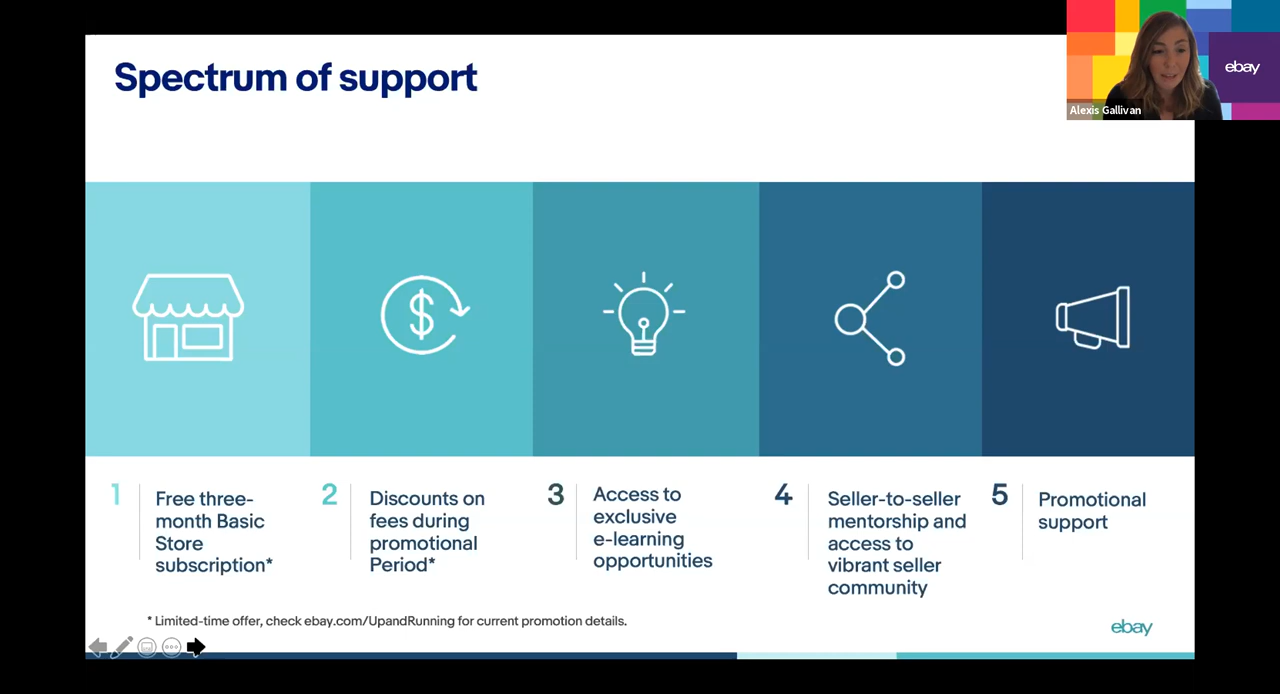 Spectrum of support
ebay
Alexis Gallivan
$
1
Free three-
month Basic
Store
subscription*
2
Discounts on
fees during
promotional
Period*
3
Access to
exclusive
e-learning
opportunities
4
Seller-to-seller
mentorship and
access to
vibrant seller
community
5
Promotional
support
* Limited-time offer, check ebay.com/UpandRunning for current promotion details.
ebay